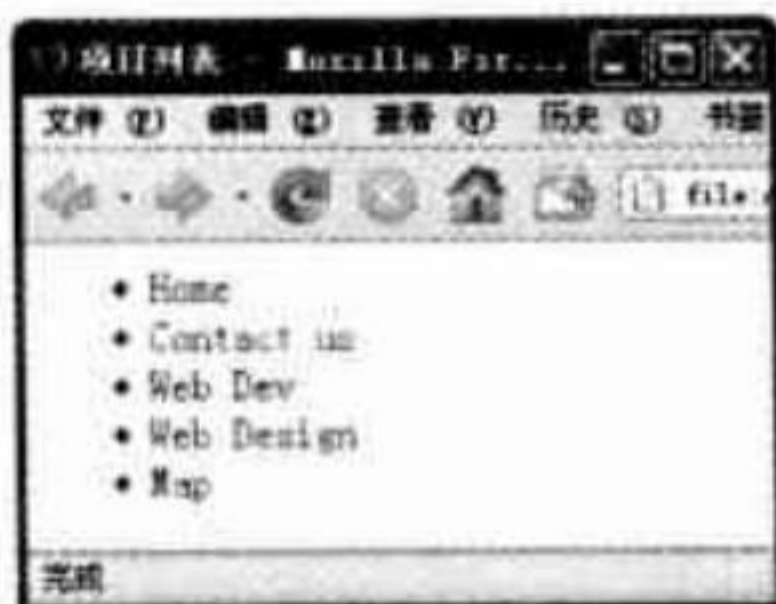 项目列表 - Mozilla Fir...
文件 (F) 编辑 (E) 查看 (V) 历史 (S) 书签
file:
• Home
• Contact us
• Web Dev
• Web Design
• Map
完成